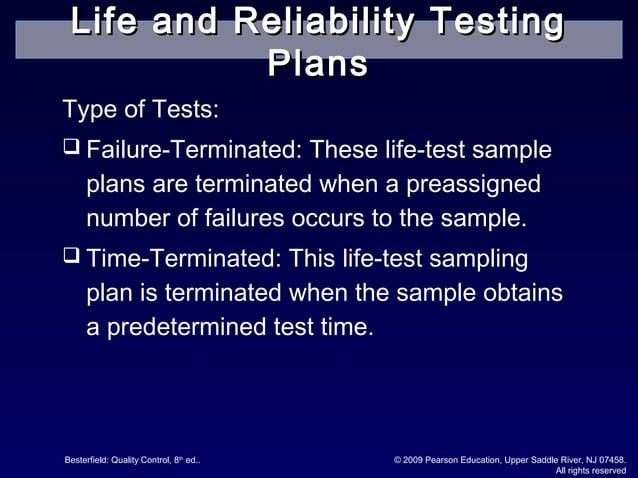 Life and Reliability Testing
Plans
Type of Tests:
❑ Failure-Terminated: These life-test sample
plans are terminated when a preassigned
number of failures occurs to the sample.
❑ Time-Terminated: This life-test sampling
plan is terminated when the sample obtains
a predetermined test time.
Besterfield: Quality Control, 8th ed..
© 2009 Pearson Education, Upper Saddle River, NJ 07458.
All rights reserved